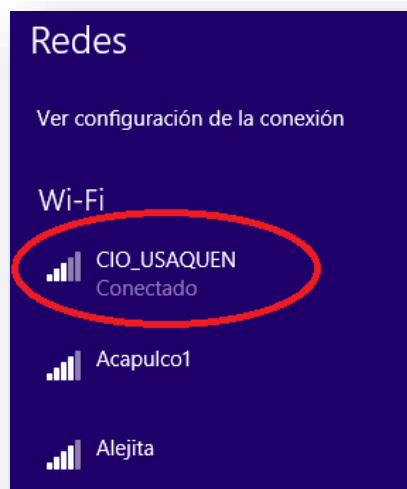 Redes
Ver configuración de la conexión
Wi-Fi
CIO_USAQUEN
Conectado
Acapulco1
Alejita